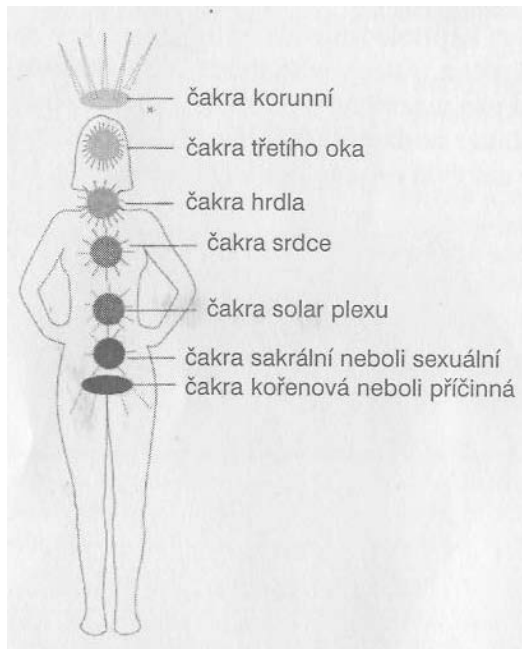 čakra korunní
čakra třetího oka
čakra hrdla
čakra srdce
čakra solar plexu
čakra sakrální neboli sexuální
čakra kořenová neboli příčinná